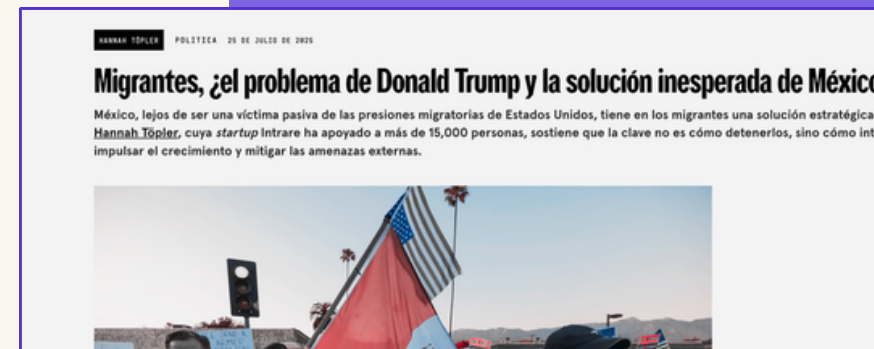 HANNAH TÖPLER POLÍTICA 25 DE JULIO DE 2025
Migrantes, ¿el problema de Donald Trump y la solución inesperada de México
México, lejos de ser una víctima pasiva de las presiones migratorias de Estados Unidos, tiene en los migrantes una solución estratégica
Hannah Töpler, cuya startup Intrare ha apoyado a más de 15,000 personas, sostiene que la clave no es cómo detenerlos, sino cómo int
impulsar el crecimiento y mitigar las amenazas externas.